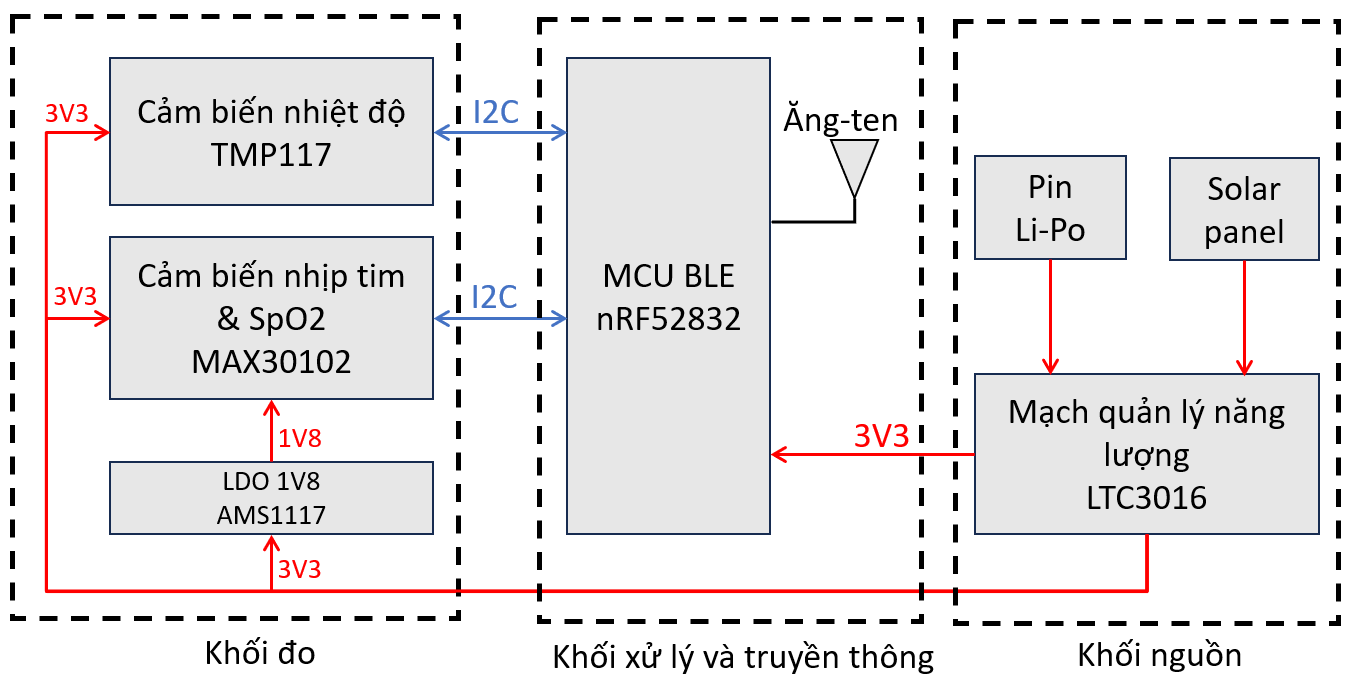 3V3
Cảm biến nhiệt độ
TMP117
I2C
3V3
Cảm biến nhịp tim
& SpO2
MAX30102
I2C
1V8
LDO 1V8
AMS1117
3V3
Khối đo
MCU BLE
nRF52832
Ăng-ten
3V3
Khối xử lý và truyền thông
Pin
Li-Po
Solar
panel
Mạch quản lý năng
lượng
LTC3016
Khối nguồn